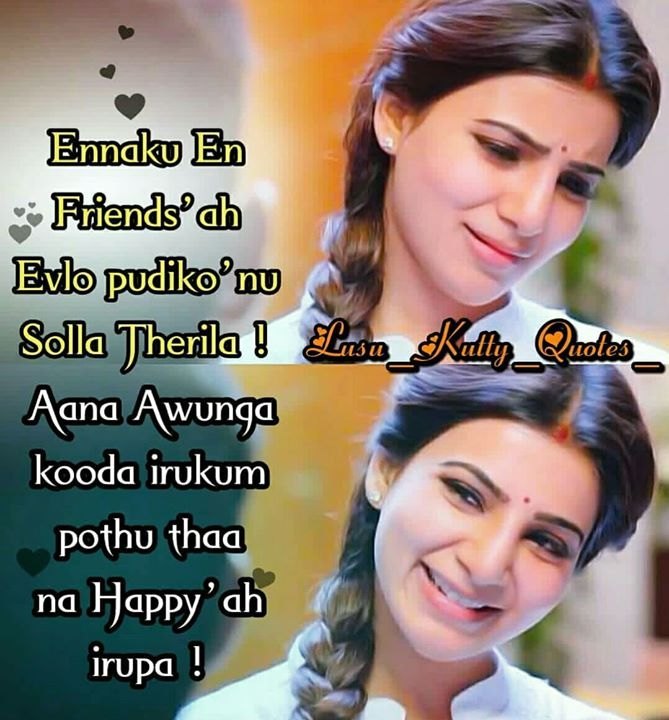 Ennaku En
Friends'ah
Evlo pudiko'nu
Solla Therila !
Lusu_Kutty_Quotes_
Aana Awunga
kooda irukum
pothu thaa
na Happy'ah
irupa !